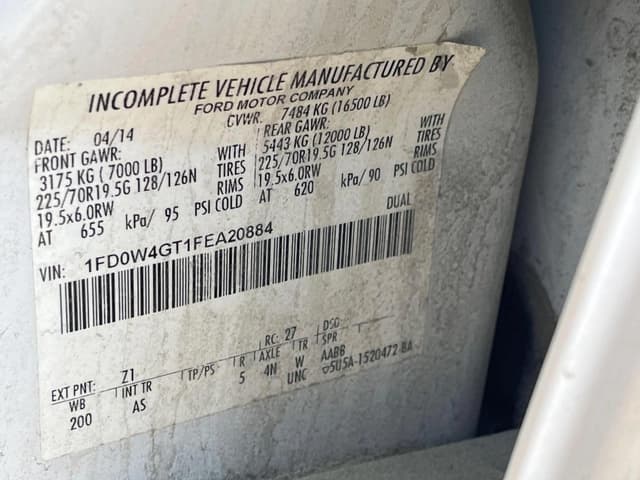 INCOMPLETE VEHICLE MANUFACTURED BY
FORD MOTOR COMPANY
GVWR: 7484 KG (16500 LB)
DATE: 04/14
FRONT GAWR: REAR GAWR:
3175 KG ( 7000 LB) WITH 5443 KG (12000 LB) WITH
225/70R19.5G 128/126N TIRES 225/70R19.5G 128/126N TIRES
19.5x6.0RW RIMS 19.5x6.0RW RIMS
AT 655 kPa/ 95 PSI COLD AT 620 kPa/ 90 PSI COLD
DUAL
VIN: 1FD0W4GT1FEA20884
EXT PNT: Z1 RC: 27 DSO
WB INT TR TP/PS R AXLE TR SPR
200 AS 5 4N W AABB
UNC 5U5A-1520472-BA